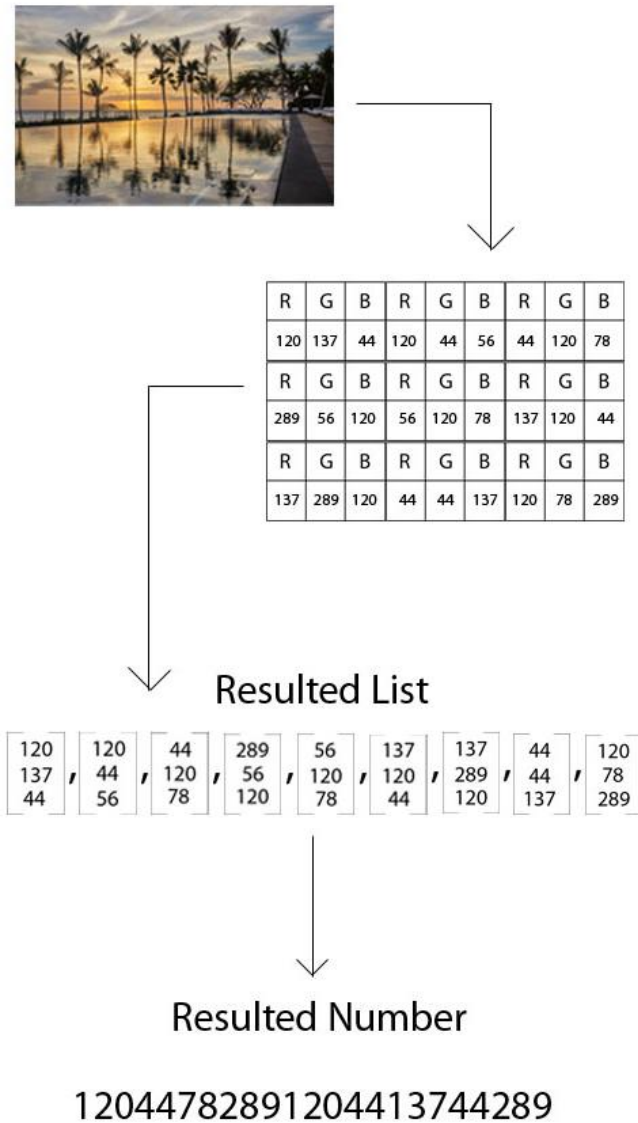 R G B R G B R G B
120 137 44 120 44 56 44 120 78
R G B R G B R G B
289 56 120 56 120 78 137 120 44
R G B R G B R G B
137 289 120 44 44 137 120 78 289
Resulted List
120 120 44 289 56 137 137 44 120
137 , 44 , 120 , 56 , 120 , 120 , 289 , 44 , 78
44 56 78 120 78 44 120 137 289
Resulted Number
1204478289120441374​4289